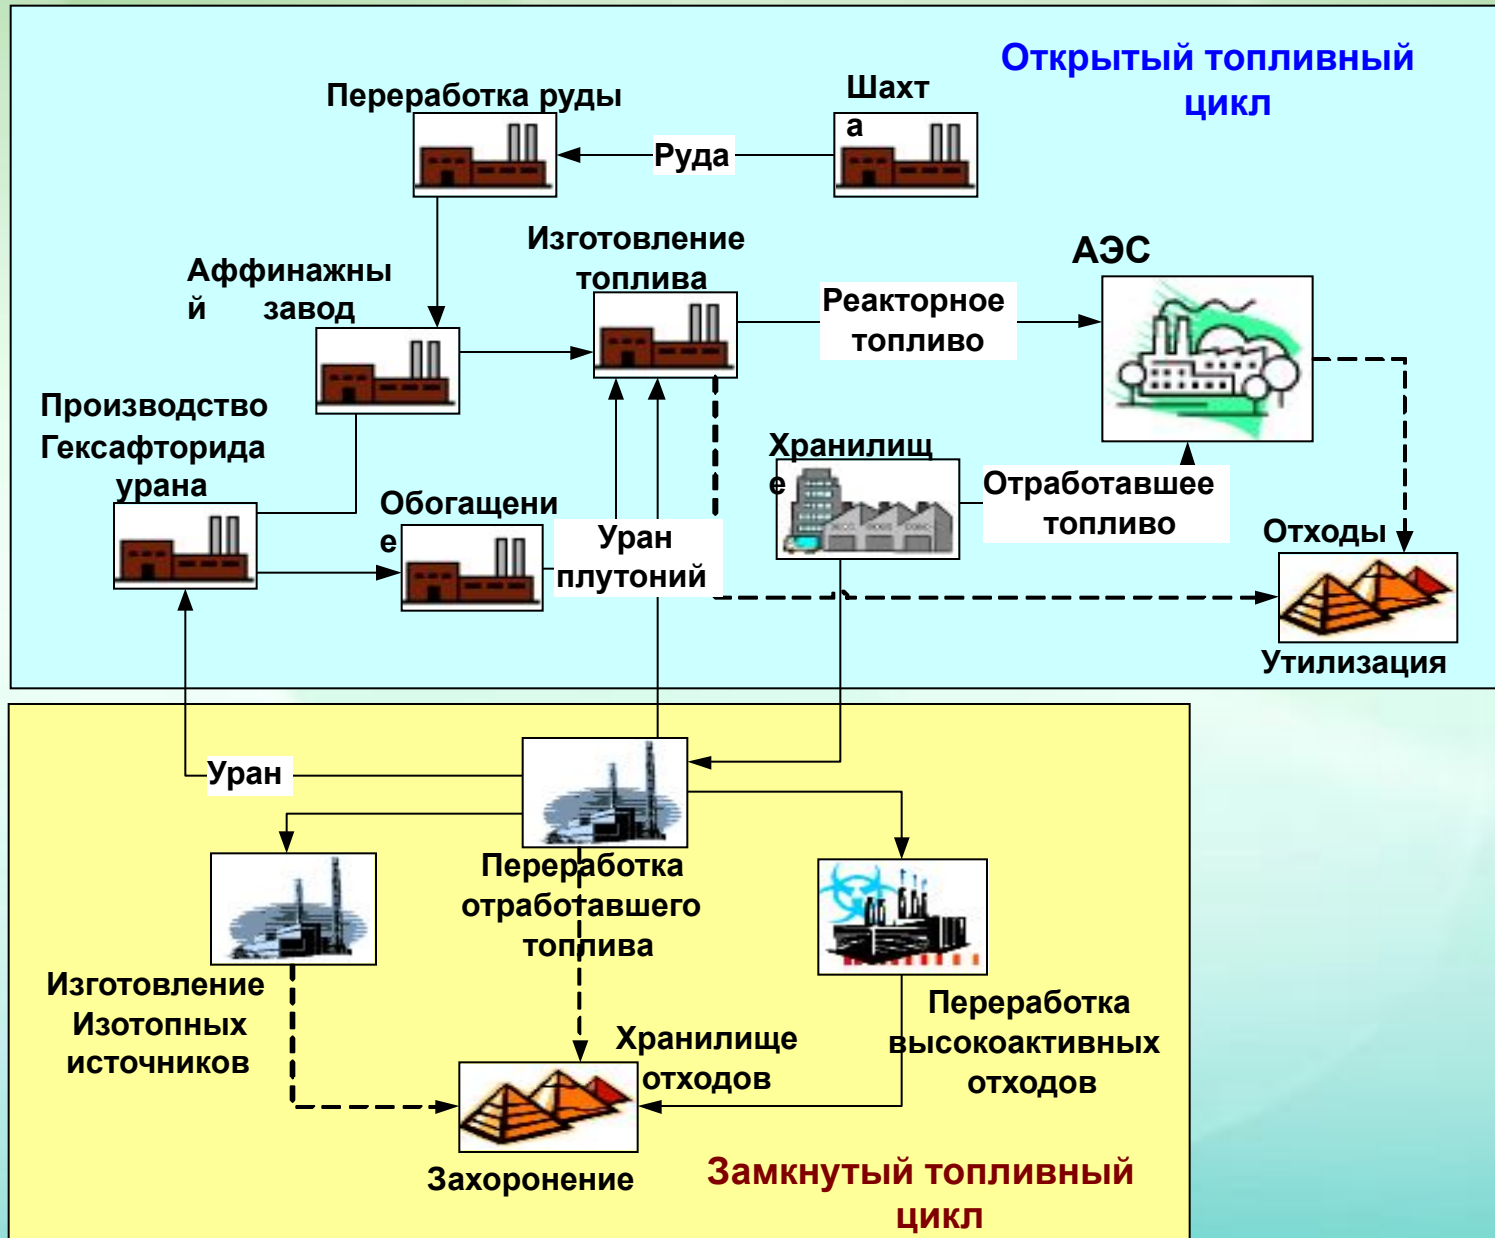 Открытый топливный
цикл
Переработка руды
Шахт
а
Руда
Изготовление
топлива
АЭС
Аффинажны
й завод
Реакторное
топливо
Производство
Гексафторида
урана
Хранилищ
е
Обогащени
е
Уран
плутоний
Отработавшее
топливо
Отходы
Утилизация
Уран
Переработка
отработавшего
топлива
Изготовление
Изотопных
источников
Переработка
высокоактивных
отходов
Хранилище
отходов
Захоронение
Замкнутый топливный
цикл